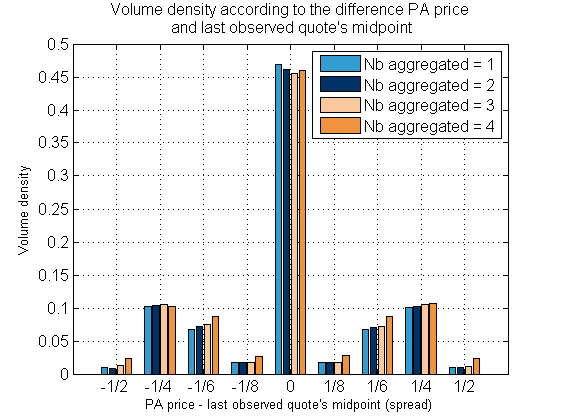 Volume density according to the difference PA price
and last observed quote's midpoint
Nb aggregated = 1
Nb aggregated = 2
Nb aggregated = 3
Nb aggregated = 4
0.5
0.45
0.4
0.35
0.3
0.25
0.2
0.15
0.1
0.05
0
Volume density
-1/2 -1/4 -1/6 -1/8 0 1/8 1/6 1/4 1/2
PA price - last observed quote's midpoint (spread)